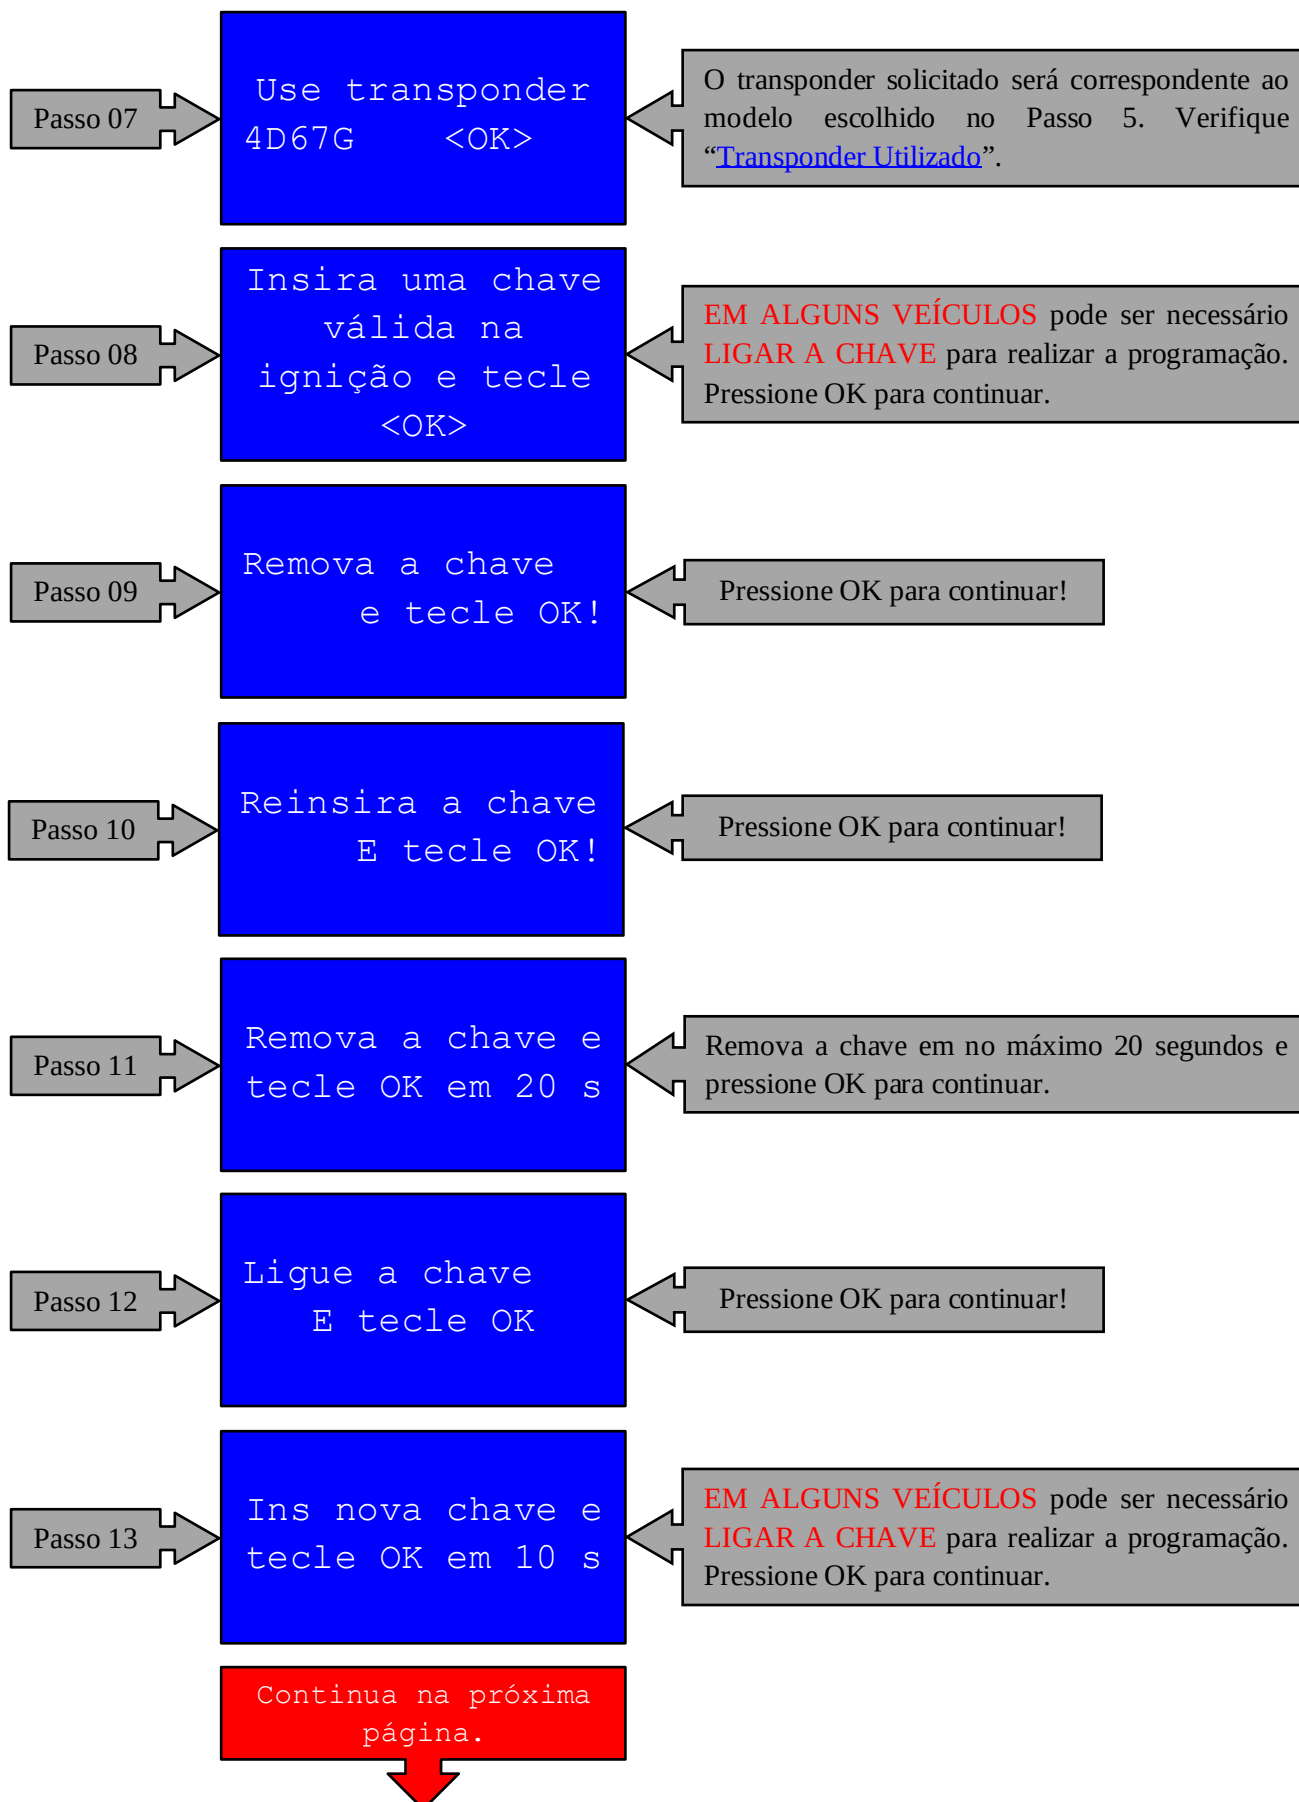 Passo 07
Use transponder
4D67G <OK>
O transponder solicitado será correspondente ao
modelo escolhido no Passo 5. Verifique
“Transponder Utilizado”.
Passo 08
Insira uma chave
válida na
ignição e tecle
<OK>
EM ALGUNS VEÍCULOS pode ser necessário
LIGAR A CHAVE para realizar a programação.
Pressione OK para continuar.
Passo 09
Remova a chave
e tecle OK!
Pressione OK para continuar!
Passo 10
Reinsira a chave
E tecle OK!
Pressione OK para continuar!
Passo 11
Remova a chave e
tecle OK em 20 s
Remova a chave em no máximo 20 segundos e
pressione OK para continuar.
Passo 12
Ligue a chave
E tecle OK
Pressione OK para continuar!
Passo 13
Ins nova chave e
tecle OK em 10 s
EM ALGUNS VEÍCULOS pode ser necessário
LIGAR A CHAVE para realizar a programação.
Pressione OK para continuar.
Continua na próxima
página.